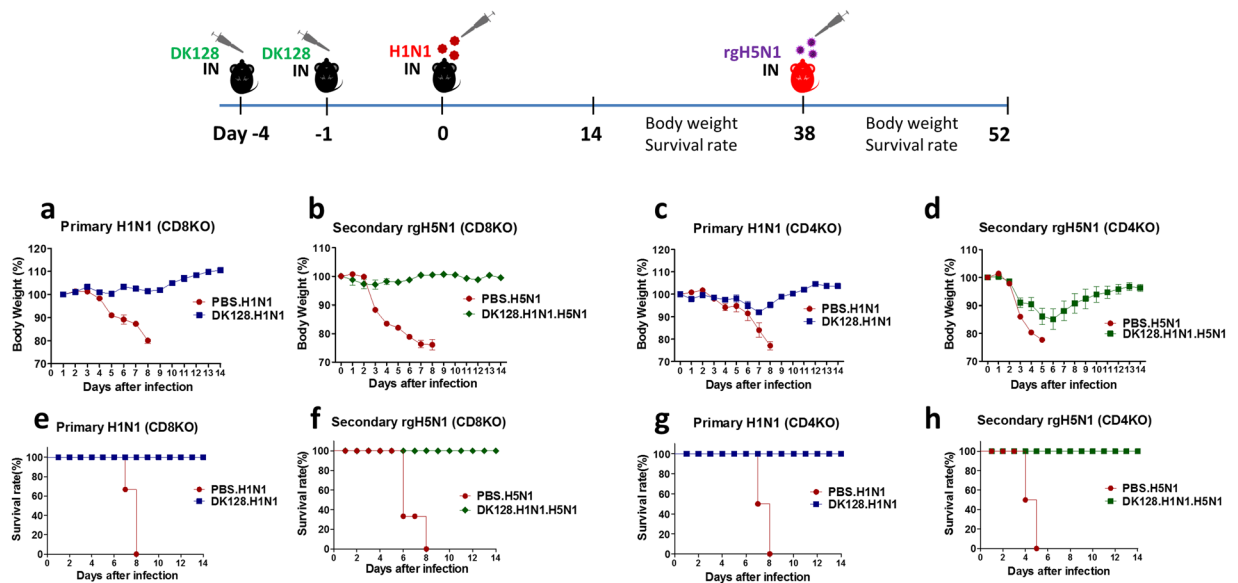 DK128
IN
DK128
IN
H1N1
IN
rgH5N1
IN
Day -4
-1
0
14
Body weight
Survival rate
38
Body weight
Survival rate
52
a
Primary H1N1 (CD8KO)
Body Weight (%)
120
110
100
90
80
70
PBS.H1N1
DK128.H1N1
1 2 3 4 5 6 7 8 9 10 11 12 13 14
Days after infection
b
Secondary rgH5N1 (CD8KO)
Body Weight (%)
110
100
90
80
70
PBS.H5N1
DK128.H1N1.H5N1
0 1 2 3 4 5 6 7 8 9 10 11 12 13 14
Days after infection
c
Primary H1N1 (CD4KO)
Body Weight (%)
120
110
100
90
80
70
PBS.H1N1
DK128.H1N1
0 1 2 3 4 5 6 7 8 9 10 11 12 13 14
Days after infection
d
Secondary rgH5N1 (CD4KO)
Body Weight (%)
110
100
90
80
70
PBS.H5N1
DK128.H1N1.H5N1
0 1 2 3 4 5 6 7 8 9 10 11 12 13 14
Days after infection
e
Primary H1N1 (CD8KO)
Survival rate(%)
100
80
60
40
20
0
PBS.H1N1
DK128.H1N1
0 2 4 6 8 10 12 14
Days after infection
f
Secondary rgH5N1 (CD8KO)
Survival rate(%)
100
80
60
40
20
0
PBS.H5N1
DK128.H1N1.H5N1
0 2 4 6 8 10 12 14
Days after infection
g
Primary H1N1 (CD4KO)
Survival rate(%)
100
80
60
40
20
0
PBS.H1N1
DK128.H1N1
0 2 4 6 8 10 12 14
Days after infection
h
Secondary rgH5N1 (CD4KO)
Survival rate(%)
100
80
60
40
20
0
PBS.H5N1
DK128.H1N1.H5N1
0 2 4 6 8 10 12 14
Days after infection